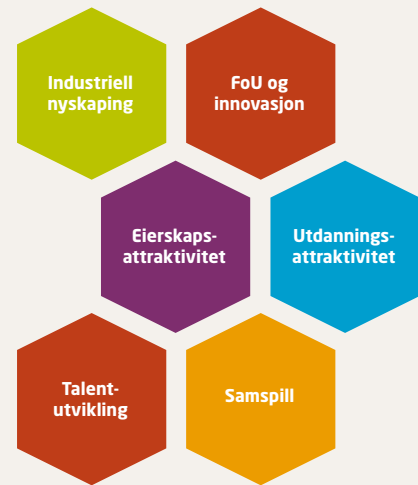 Industriell
nyskaping
FoU og
innovasjon
Eierskaps-
attraktivitet
Utdannings-
attraktivitet
Talent-
utvikling
Samspill